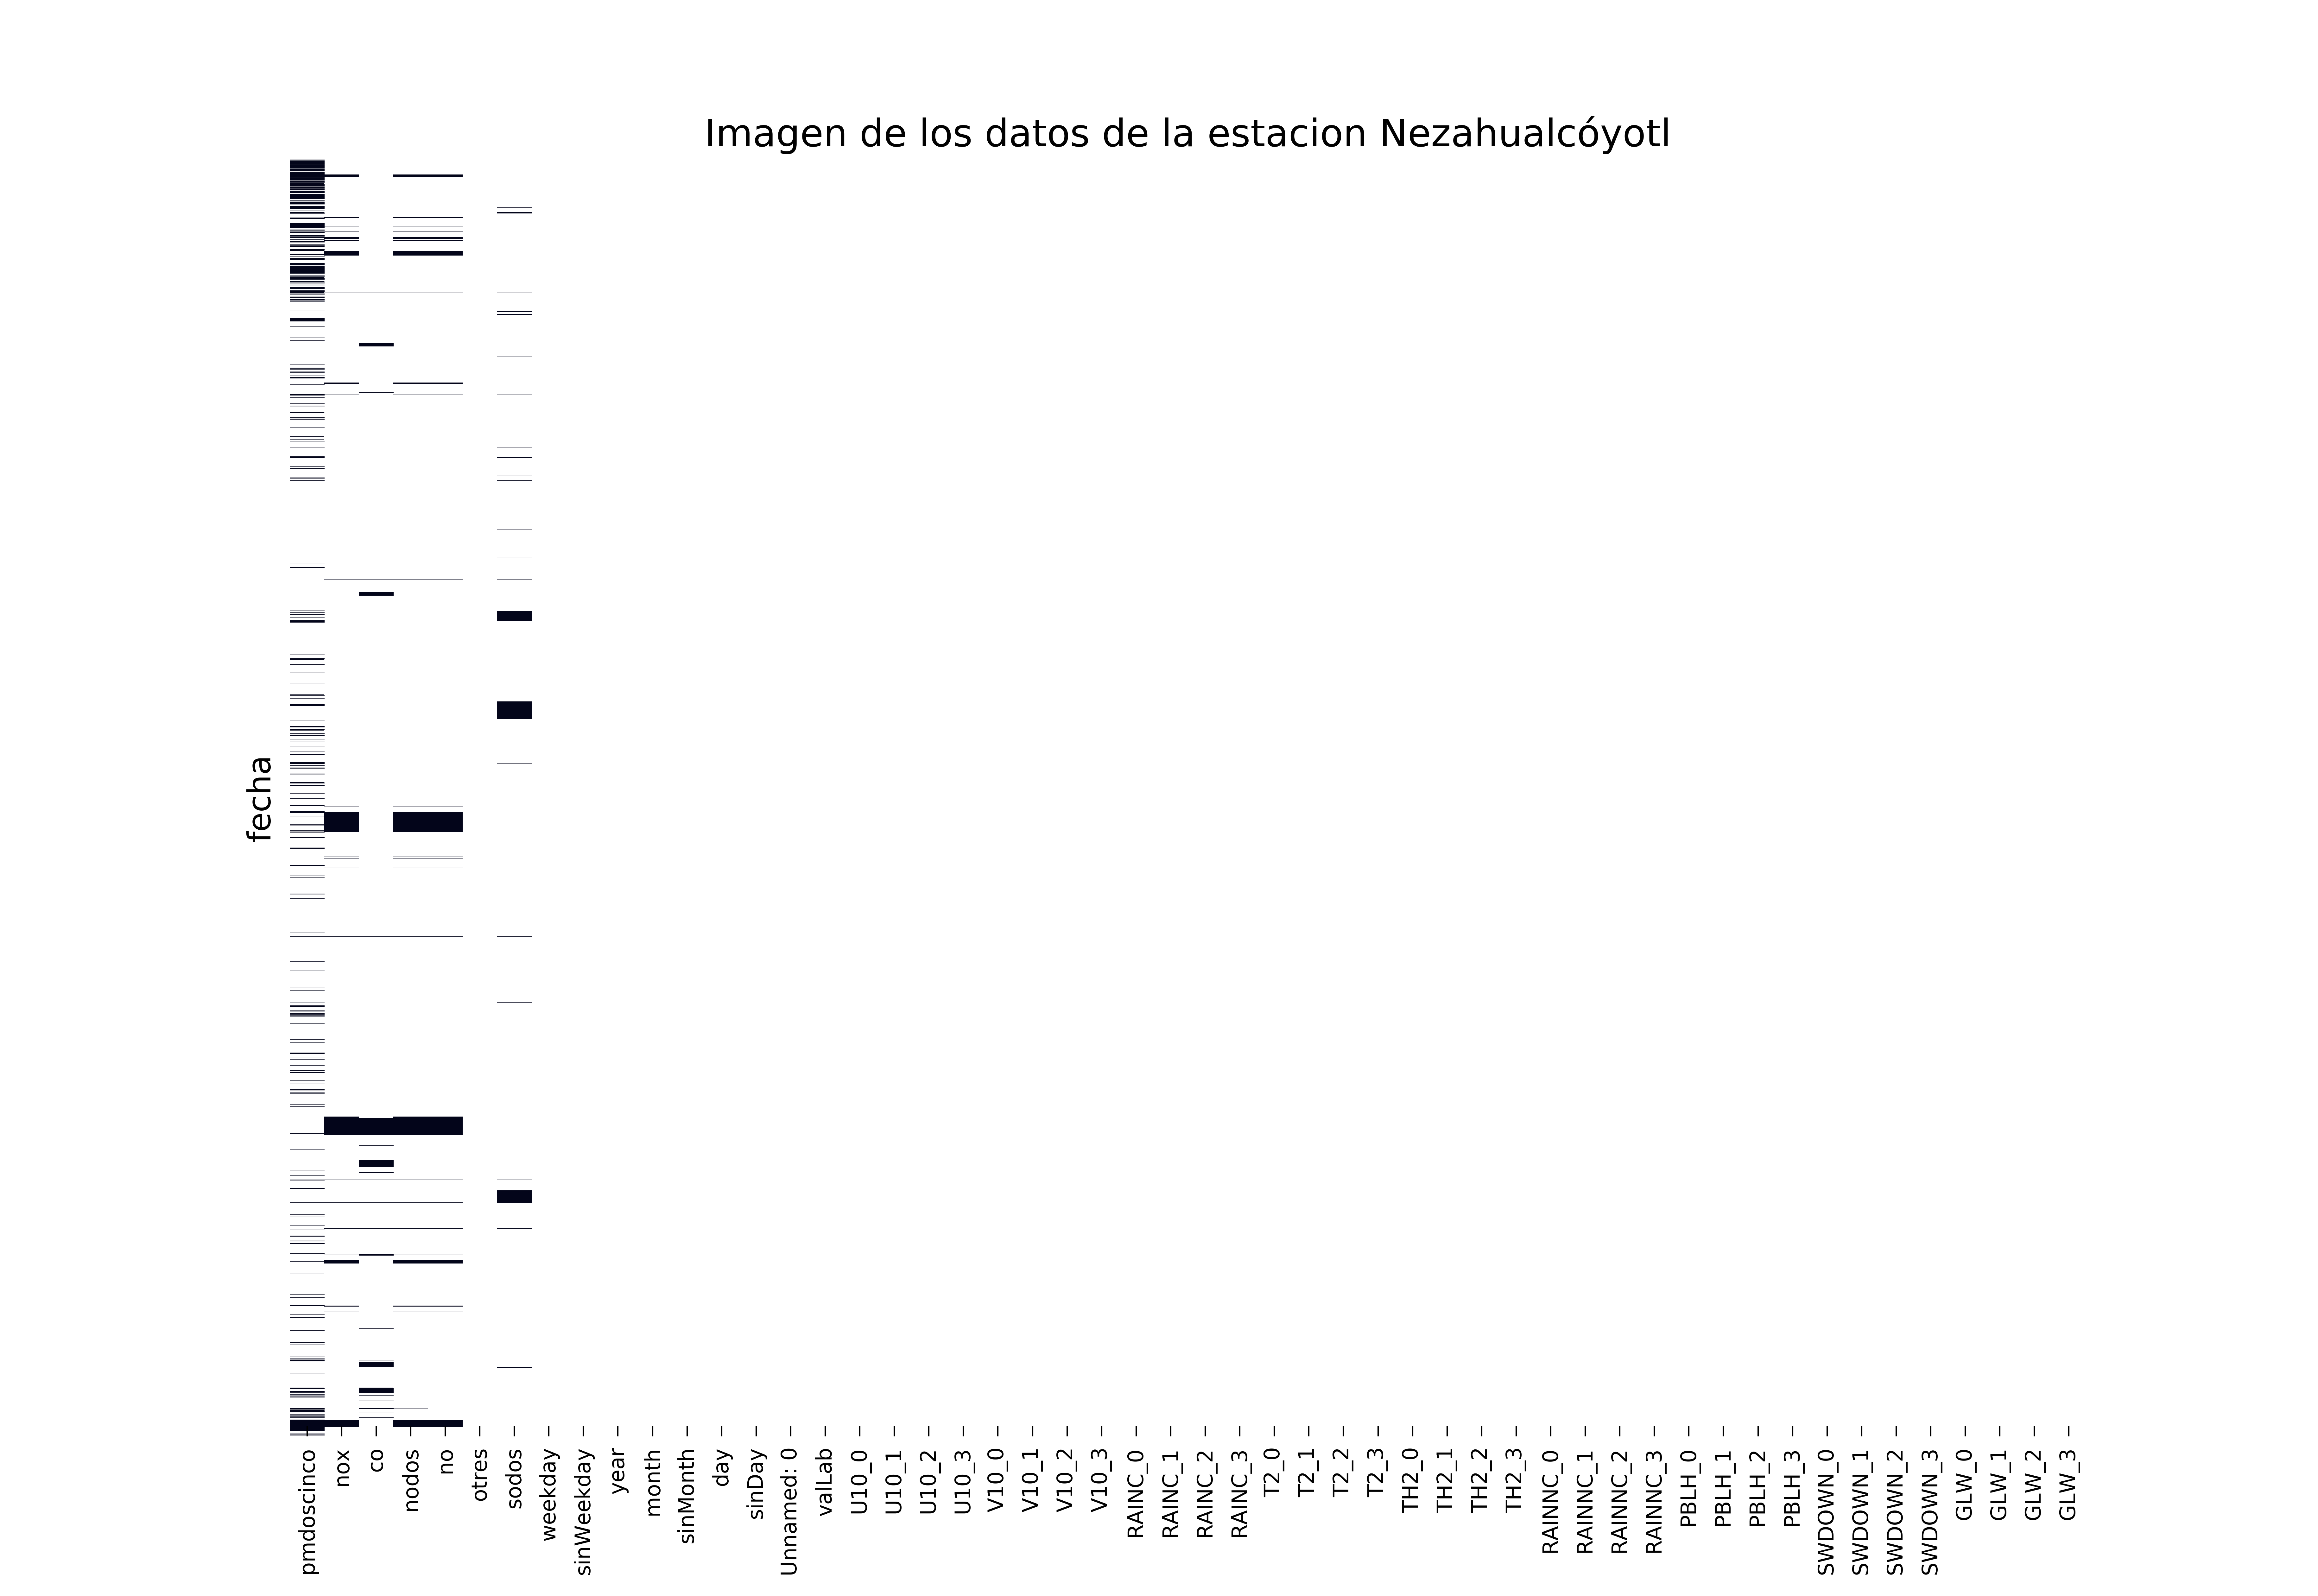 Imagen de los datos de la estacion Nezahualcóyotl
fecha
pmdoscinco
nox
co
nodos
no
otres
sodos
weekday
sinWeekday
year
month
sinMonth
day
sinDay
Unnamed: 0
valLab
U10_0
U10_1
U10_2
U10_3
V10_0
V10_1
V10_2
V10_3
RAINC_0
RAINC_1
RAINC_2
RAINC_3
T2_0
T2_1
T2_2
T2_3
TH2_0
TH2_1
TH2_2
TH2_3
RAINNC_0
RAINNC_1
RAINNC_2
RAINNC_3
PBLH_0
PBLH_1
PBLH_2
PBLH_3
SWDOWN_0
SWDOWN_1
SWDOWN_2
SWDOWN_3
GLW_0
GLW_1
GLW_2
GLW_3